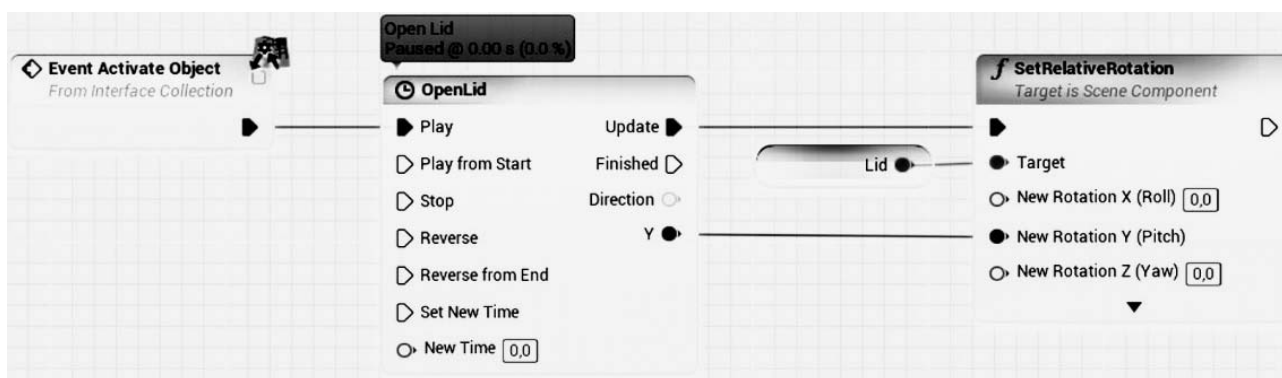 Event Activate Object
From Interface Collection
Open Lid
Paused @ 0.00 s (0.0 %)
OpenLid
Play
Update
Play from Start
Finished
Stop
Direction
Reverse
Y
Reverse from End
Set New Time
New Time 0,0
Lid
SetRelativeRotation
Target is Scene Component
Target
New Rotation X (Roll) 0,0
New Rotation Y (Pitch)
New Rotation Z (Yaw) 0,0